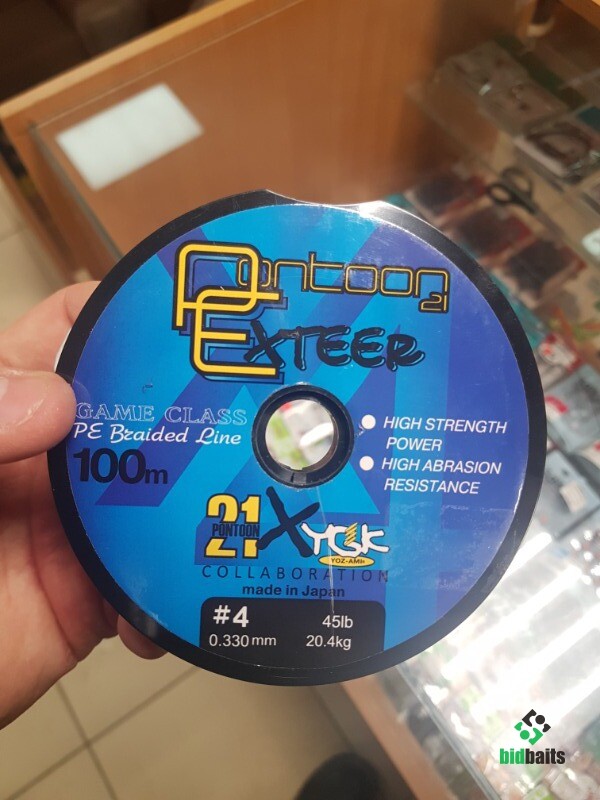 Pontoon 21
EXTEER
GAME CLASS
PE Braided Line
100m
HIGH STRENGTH
POWER
HIGH ABRASION
RESISTANCE
21
PONTOON
X YGK
YOZ-AMI®
COLLABORATION
made in Japan
#4 45lb
0.330mm 20.4kg
bidbaits